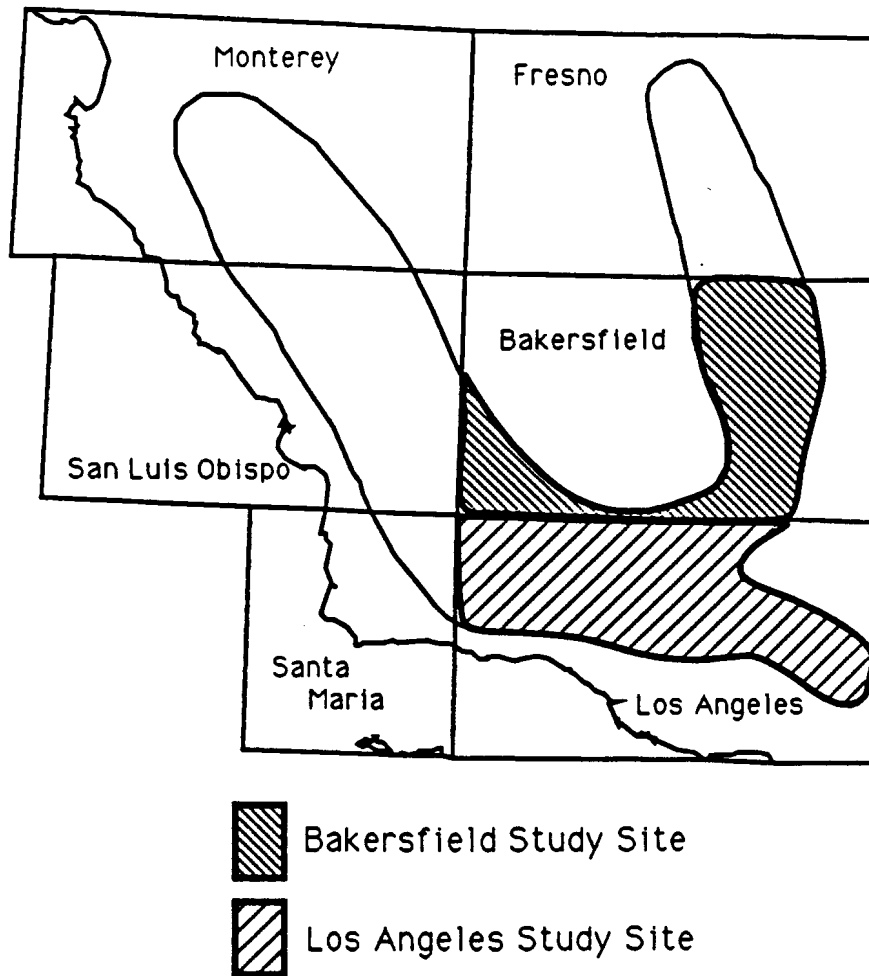 Monterey
Fresno
Bakersfield
San Luis Obispo
Santa
Maria
Los Angeles
Bakersfield Study Site
Los Angeles Study Site